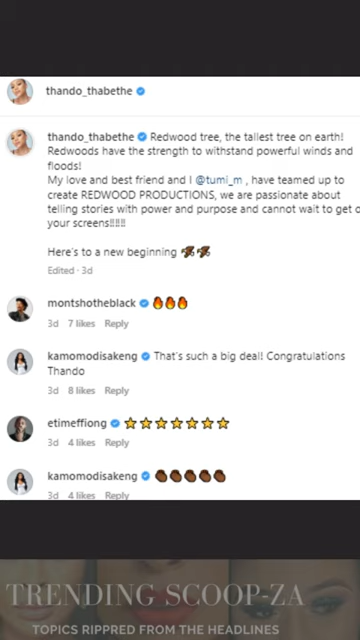 thando_thabethe
thando_thabethe Redwood tree, the tallest tree on earth!
Redwoods have the strength to withstand powerful winds and
floods!
My love and best friend and I @tumi_m , have teamed up to
create REDWOOD PRODUCTIONS, we are passionate about
telling stories with power and purpose and cannot wait to get o
your screens!!!!!!
Here's to a new beginning
Edited · 3d
montshotheblack 🔥🔥🔥
3d 7 likes Reply
kamomodisakeng That's such a big deal! Congratulations
Thando
3d 8 likes Reply
etimeffiong ⭐⭐⭐⭐⭐⭐⭐
3d 4 likes Reply
kamomodisakeng
3d 4 likes Reply
TRENDING SCOOP-ZA
TOPICS RIPPRED FROM THE HEADLINES